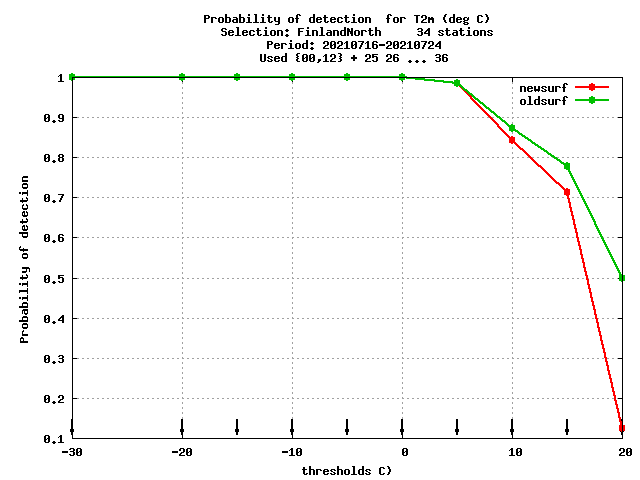 Probability of detection  for T2m (deg C)
Selection: FinlandNorth     34 stations
Period: 20210716-20210724
Used {00,12} + 25 26 ... 36
newsurf
oldsurf
Probability of detection
1
0.9
0.8
0.7
0.6
0.5
0.4
0.3
0.2
0.1
-30 -20 -10 0 10 20
thresholds C)